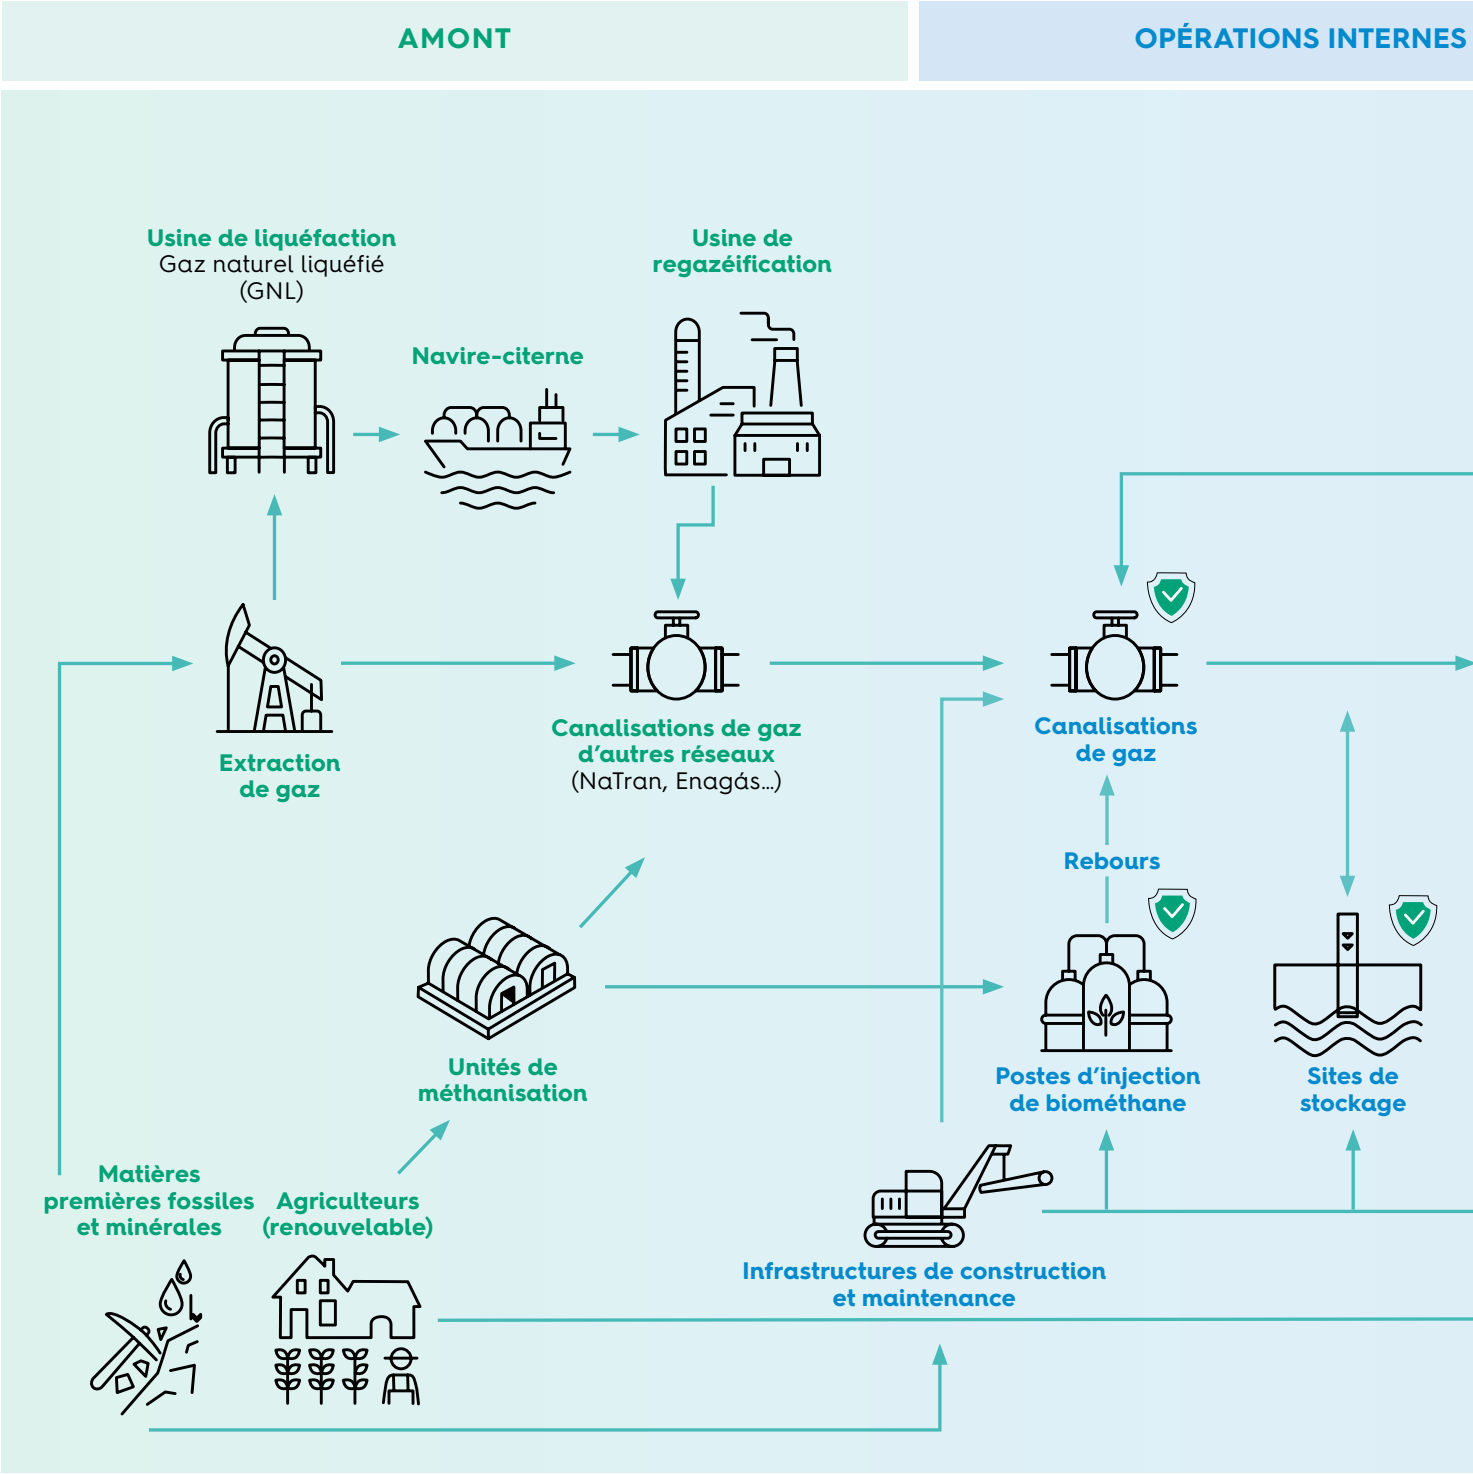 AMONT
OPÉRATIONS INTERNES
Usine de liquéfaction
Gaz naturel liquéfié
(GNL)
Navire-citerne
Usine de
regazéification
Extraction
de gaz
Canalisations de gaz
d’autres réseaux
(NaTran, Enagás...)
Canalisations
de gaz
Rebours
Unités de
méthanisation
Postes d’injection
de biométhane
Sites de
stockage
Matières
premières fossiles
et minérales
Agriculteurs
(renouvelable)
Infrastructures de construction
et maintenance